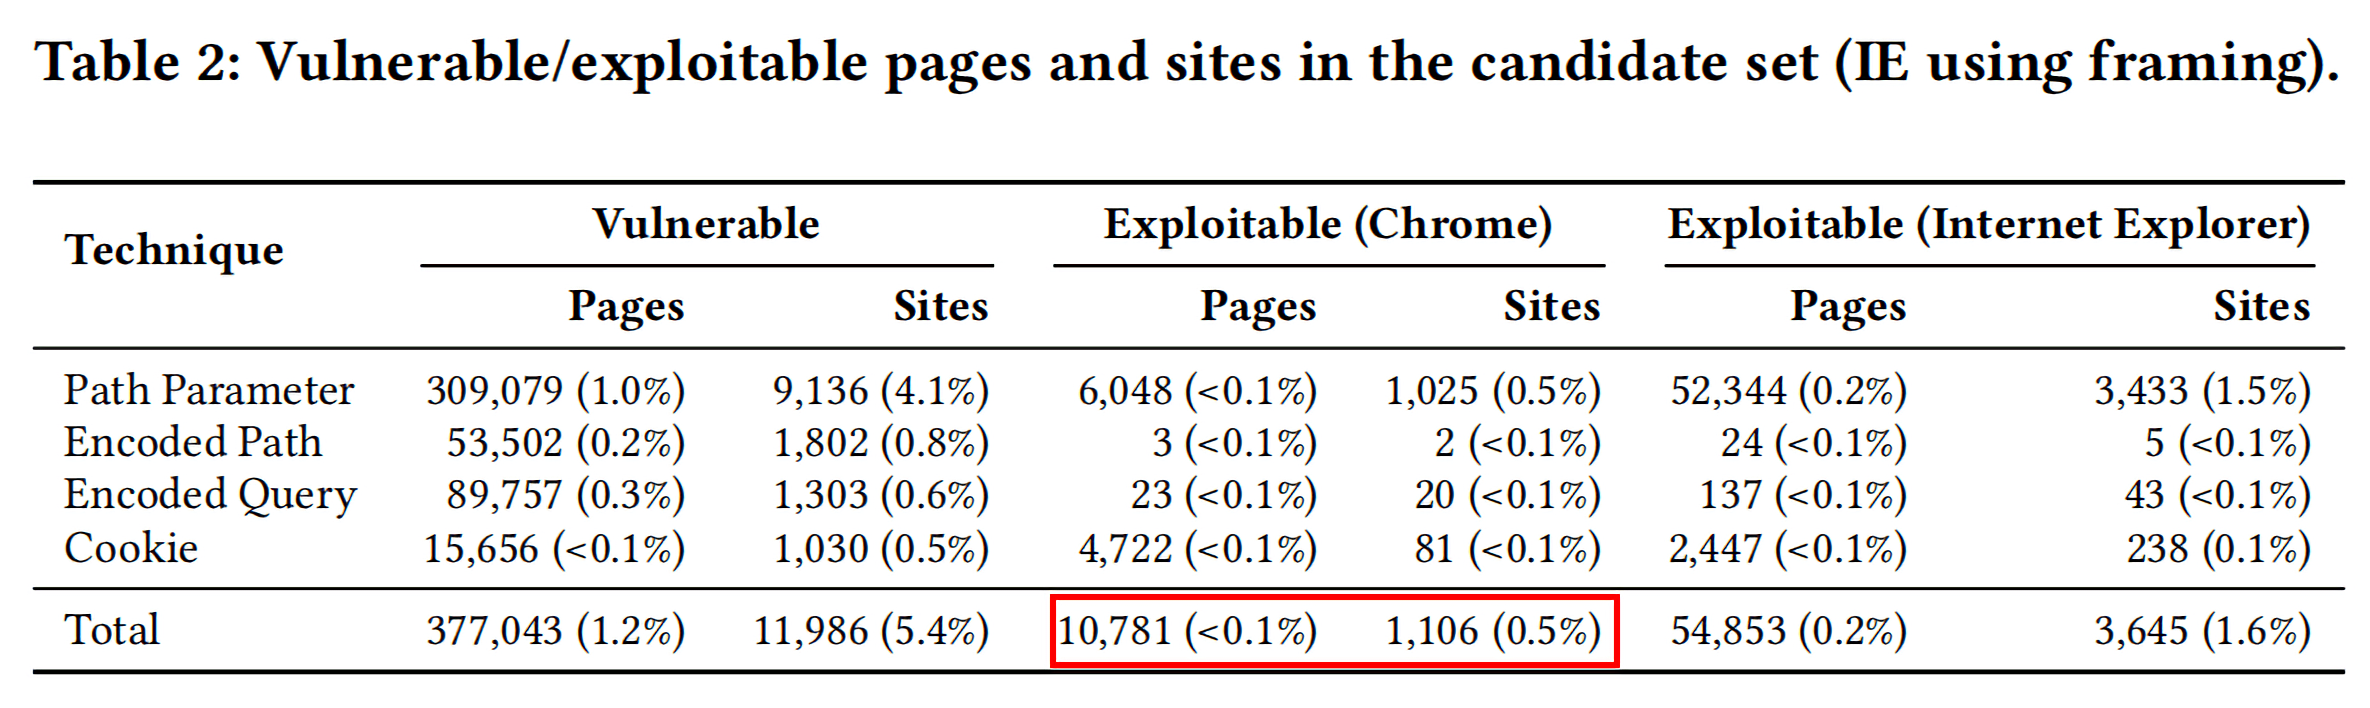 Table 2: Vulnerable/exploitable pages and sites in the candidate set (IE using framing).
Technique Vulnerable Exploitable (Chrome) Exploitable (Internet Explorer)
Pages Sites Pages Sites Pages Sites
Path Parameter 309,079 (1.0%) 9,136 (4.1%) 6,048 (<0.1%) 1,025 (0.5%) 52,344 (0.2%) 3,433 (1.5%)
Encoded Path 53,502 (0.2%) 1,802 (0.8%) 3 (<0.1%) 2 (<0.1%) 24 (<0.1%) 5 (<0.1%)
Encoded Query 89,757 (0.3%) 1,303 (0.6%) 23 (<0.1%) 20 (<0.1%) 137 (<0.1%) 43 (<0.1%)
Cookie 15,656 (<0.1%) 1,030 (0.5%) 4,722 (<0.1%) 81 (<0.1%) 2,447 (<0.1%) 238 (0.1%)
Total 377,043 (1.2%) 11,986 (5.4%) 10,781 (<0.1%) 1,106 (0.5%) 54,853 (0.2%) 3,645 (1.6%)